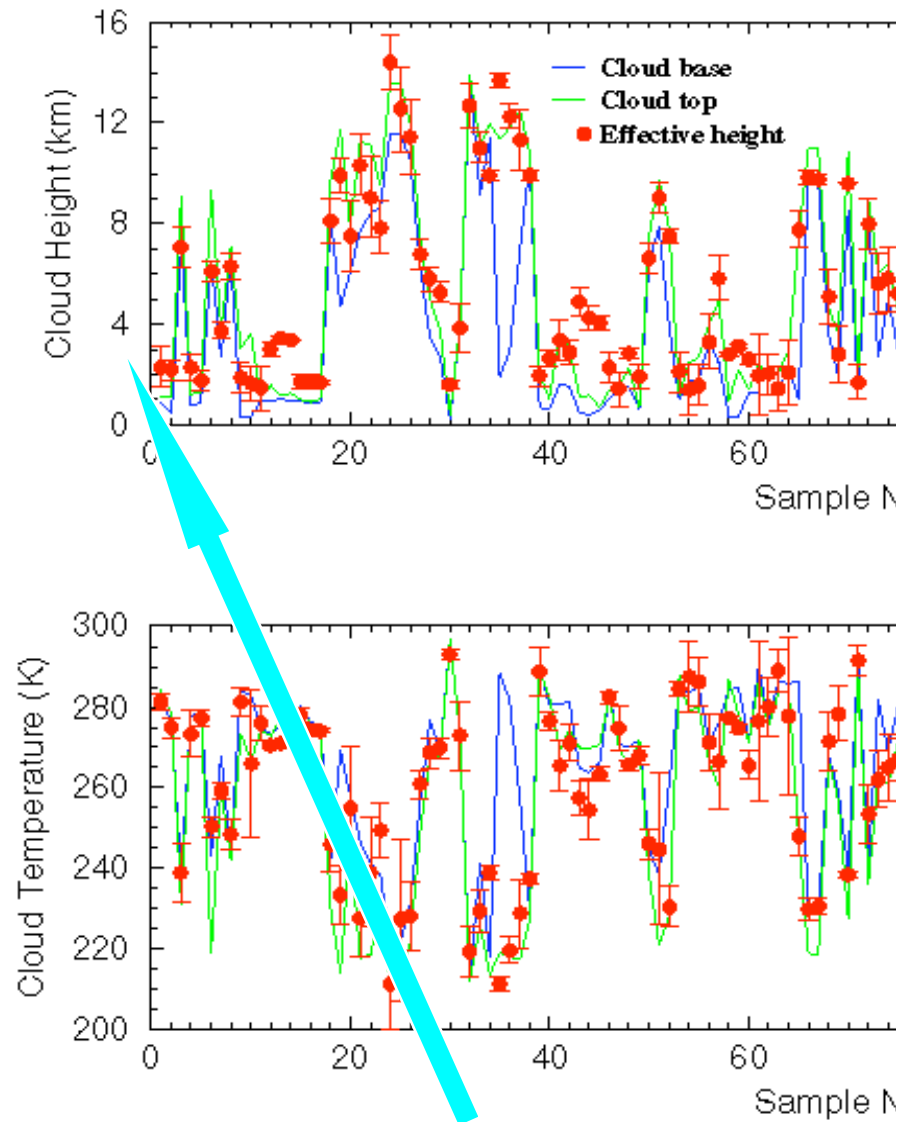 16
12
8
4
0
Cloud Height (km)
Cloud base
Cloud top
Effective height
0 20 40 60
Sample N
300
280
260
240
220
200
Cloud Temperature (K)
0 20 40 60
Sample N